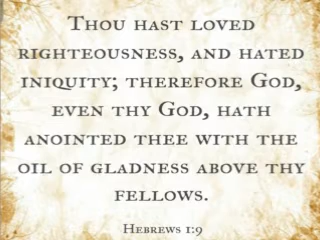 Thou hast loved
righteousness, and hated
iniquity; therefore God,
even thy God, hath
anointed thee with the
oil of gladness above thy
fellows.
Hebrews 1:9